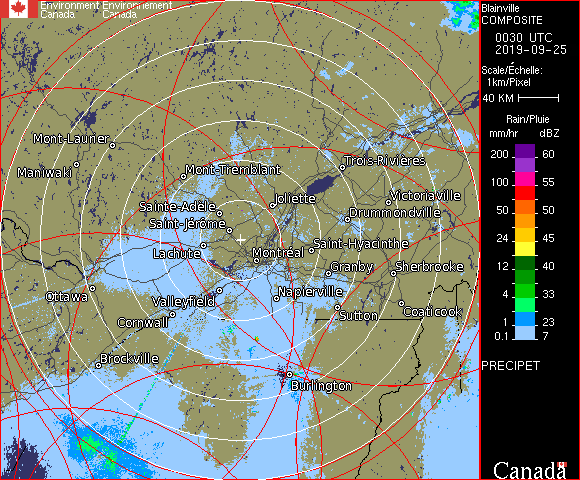 Environment Environnement
Canada Canada
Blainville
COMPOSITE
0030 UTC
2019-09-25
Scale/Échelle:
1km/Pixel
40 KM
Rain/Pluie
mm/hr dBZ
200 60
100 55
50 50
24 45
12 40
4 33
1 23
0.1 7
PRECIPET
Canada
Mont-Laurier
Maniwaki
Mont-Tremblant
Trois-Rivières
Joliette
Victoriaville
Sainte-Adèle
Drummondville
Saint-Jérôme
Lachute
Montréal
Saint-Hyacinthe
Granby
Sherbrooke
Ottawa
Valleyfield
Napierville
Cornwall
Sutton
Coaticook
Brockville
Burlington